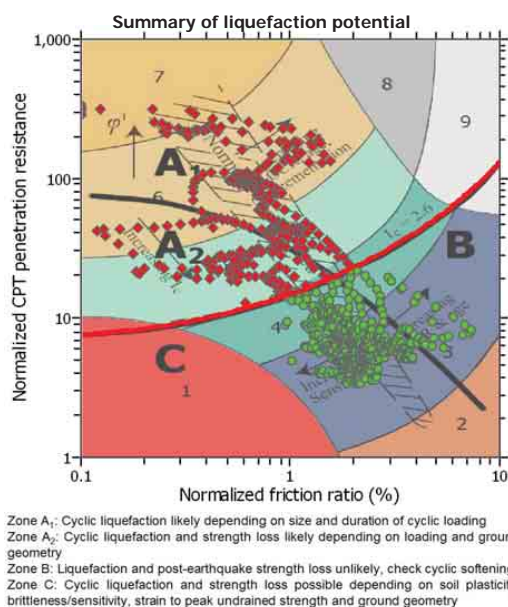 Summary of liquefaction potential
1,000
7
8
9
φ'
A1
6
100
Ic = 2.6
A2
B
Normalized CPT penetration resistance
10
4
3
C
1
2
1
0.1
1
10
Normalized friction ratio (%)
Zone A1: Cyclic liquefaction likely depending on size and duration of cyclic loading
Zone A2: Cyclic liquefaction and strength loss likely depending on loading and groun
geometry
Zone B: Liquefaction and post-earthquake strength loss unlikely, check cyclic softening
Zone C: Cyclic liquefaction and strength loss possible depending on soil plasticit
brittleness/sensitivity, strain to peak undrained strength and ground geometry